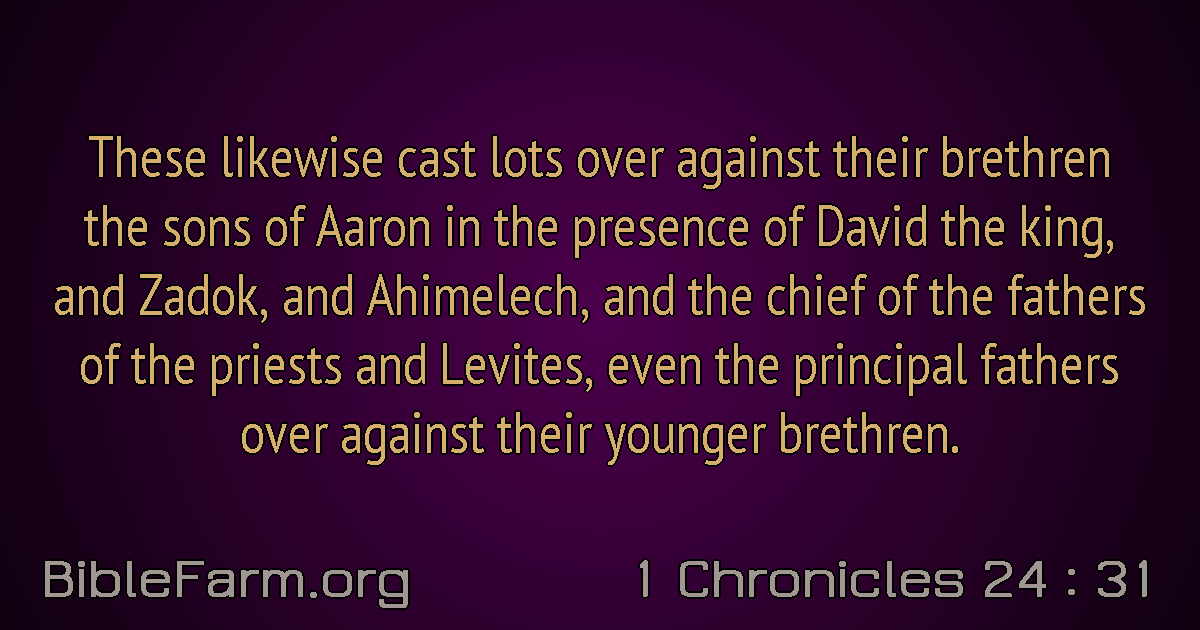 These likewise cast lots over against their brethren
the sons of Aaron in the presence of David the king,
and Zadok, and Ahimelech, and the chief of the fathers
of the priests and Levites, even the principal fathers
over against their younger brethren.
BibleFarm.org
1 Chronicles 24 : 31